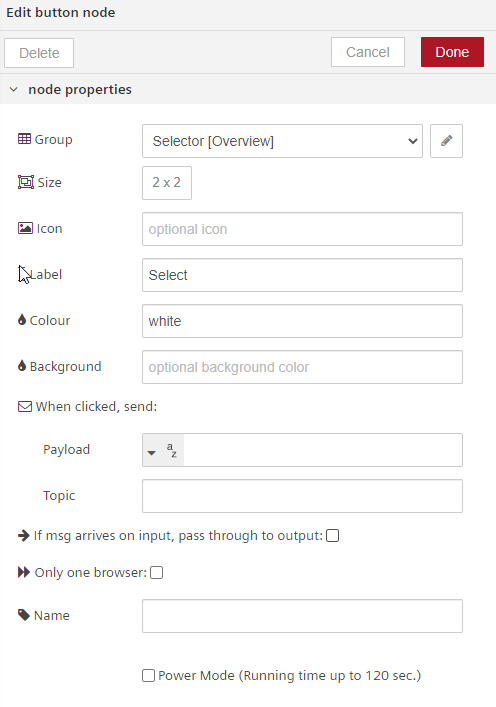 Edit button node
Delete
Cancel
Done
node properties
Group
Selector [Overview]
Size
2 x 2
Icon
optional icon
Label
Select
Colour
white
Background
optional background color
When clicked, send:
Payload
a
z
Topic
If msg arrives on input, pass through to output:
Only one browser:
Name
Power Mode (Running time up to 120 sec.)